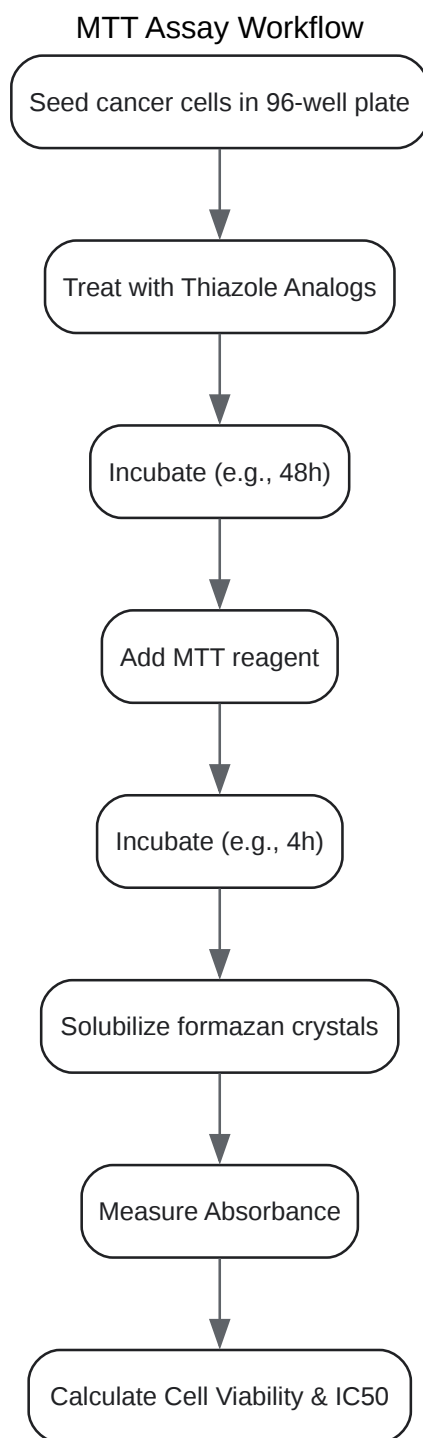 MTT Assay Workflow
Seed cancer cells in 96-well plate
Treat with Thiazole Analogs
Incubate (e.g., 48h)
Add MTT reagent
Incubate (e.g., 4h)
Solubilize formazan crystals
Measure Absorbance
Calculate Cell Viability & IC50